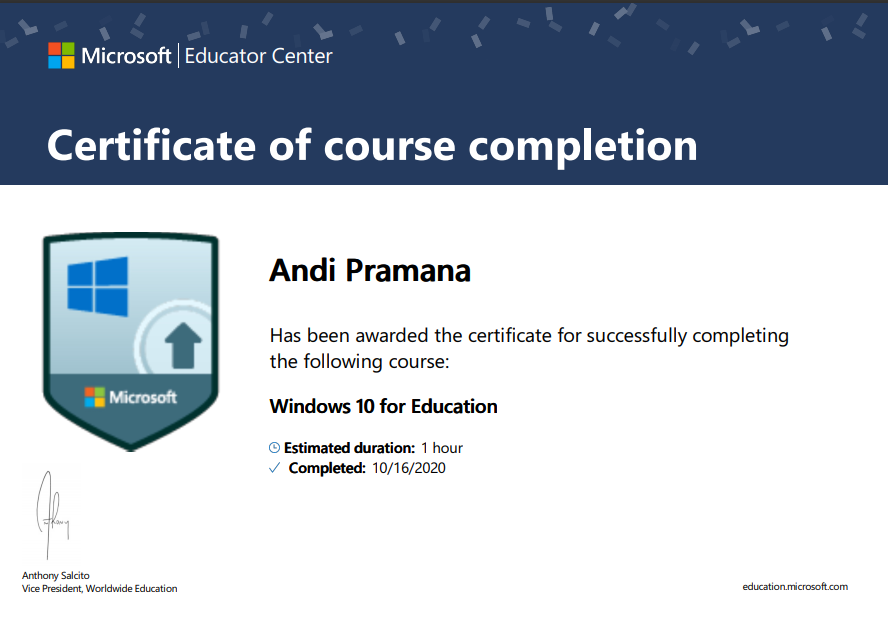 Microsoft | Educator Center
Certificate of course completion
Andi Pramana
Has been awarded the certificate for successfully completing
the following course:
Windows 10 for Education
Estimated duration: 1 hour
Completed: 10/16/2020
Microsoft
Anthony Salcito
Vice President, Worldwide Education
education.microsoft.com